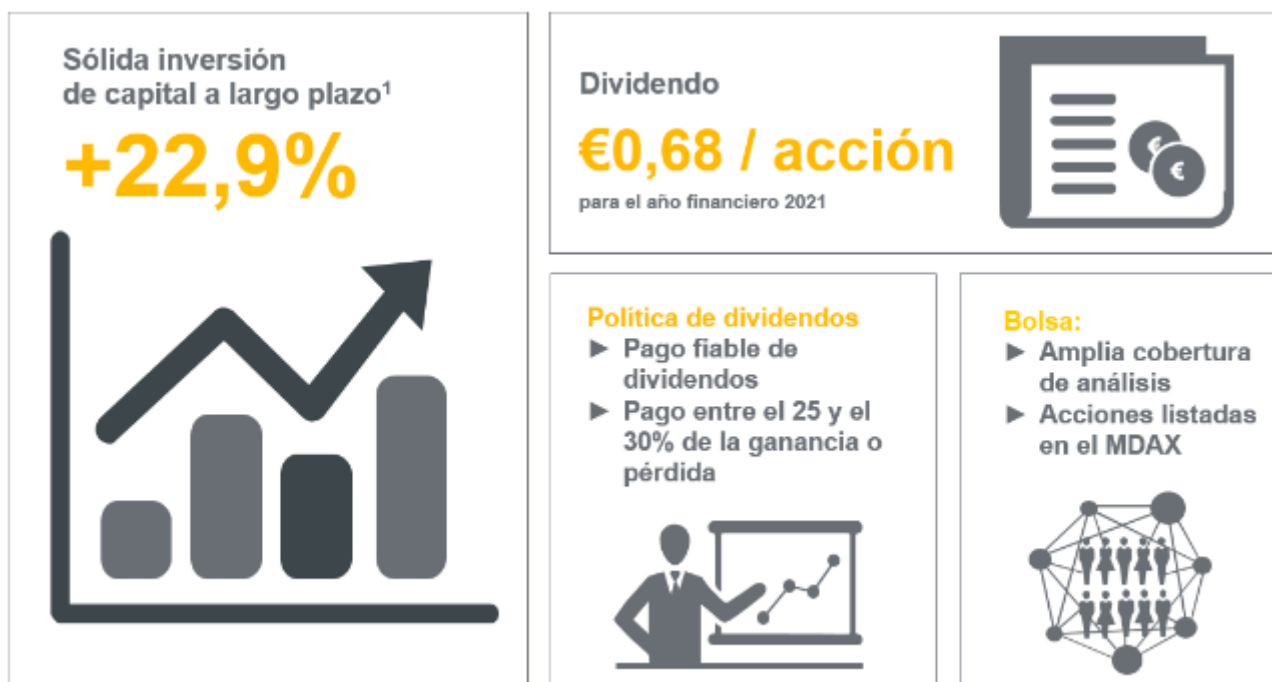 Sólida inversión
de capital a largo plazo¹
+22,9%
Dividendo
€0,68 / acción
para el año financiero 2021
€
€
Política de dividendos
► Pago fiable de
dividendos
► Pago entre el 25 y el
30% de la ganancia o
pérdida
Bolsa:
► Amplia cobertura
de análisis
► Acciones listadas
en el MDAX